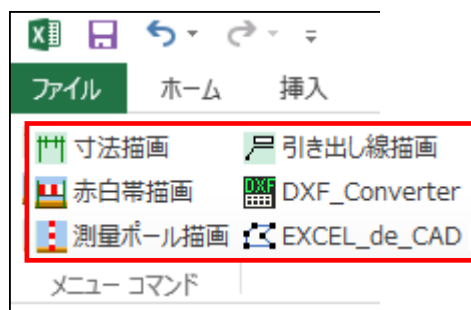 ファイル ホーム 挿入
寸法描画 引き出し線描画
赤白帯描画 DXF_Converter
測量ポール描画 EXCEL_de_CAD
メニュー コマンド